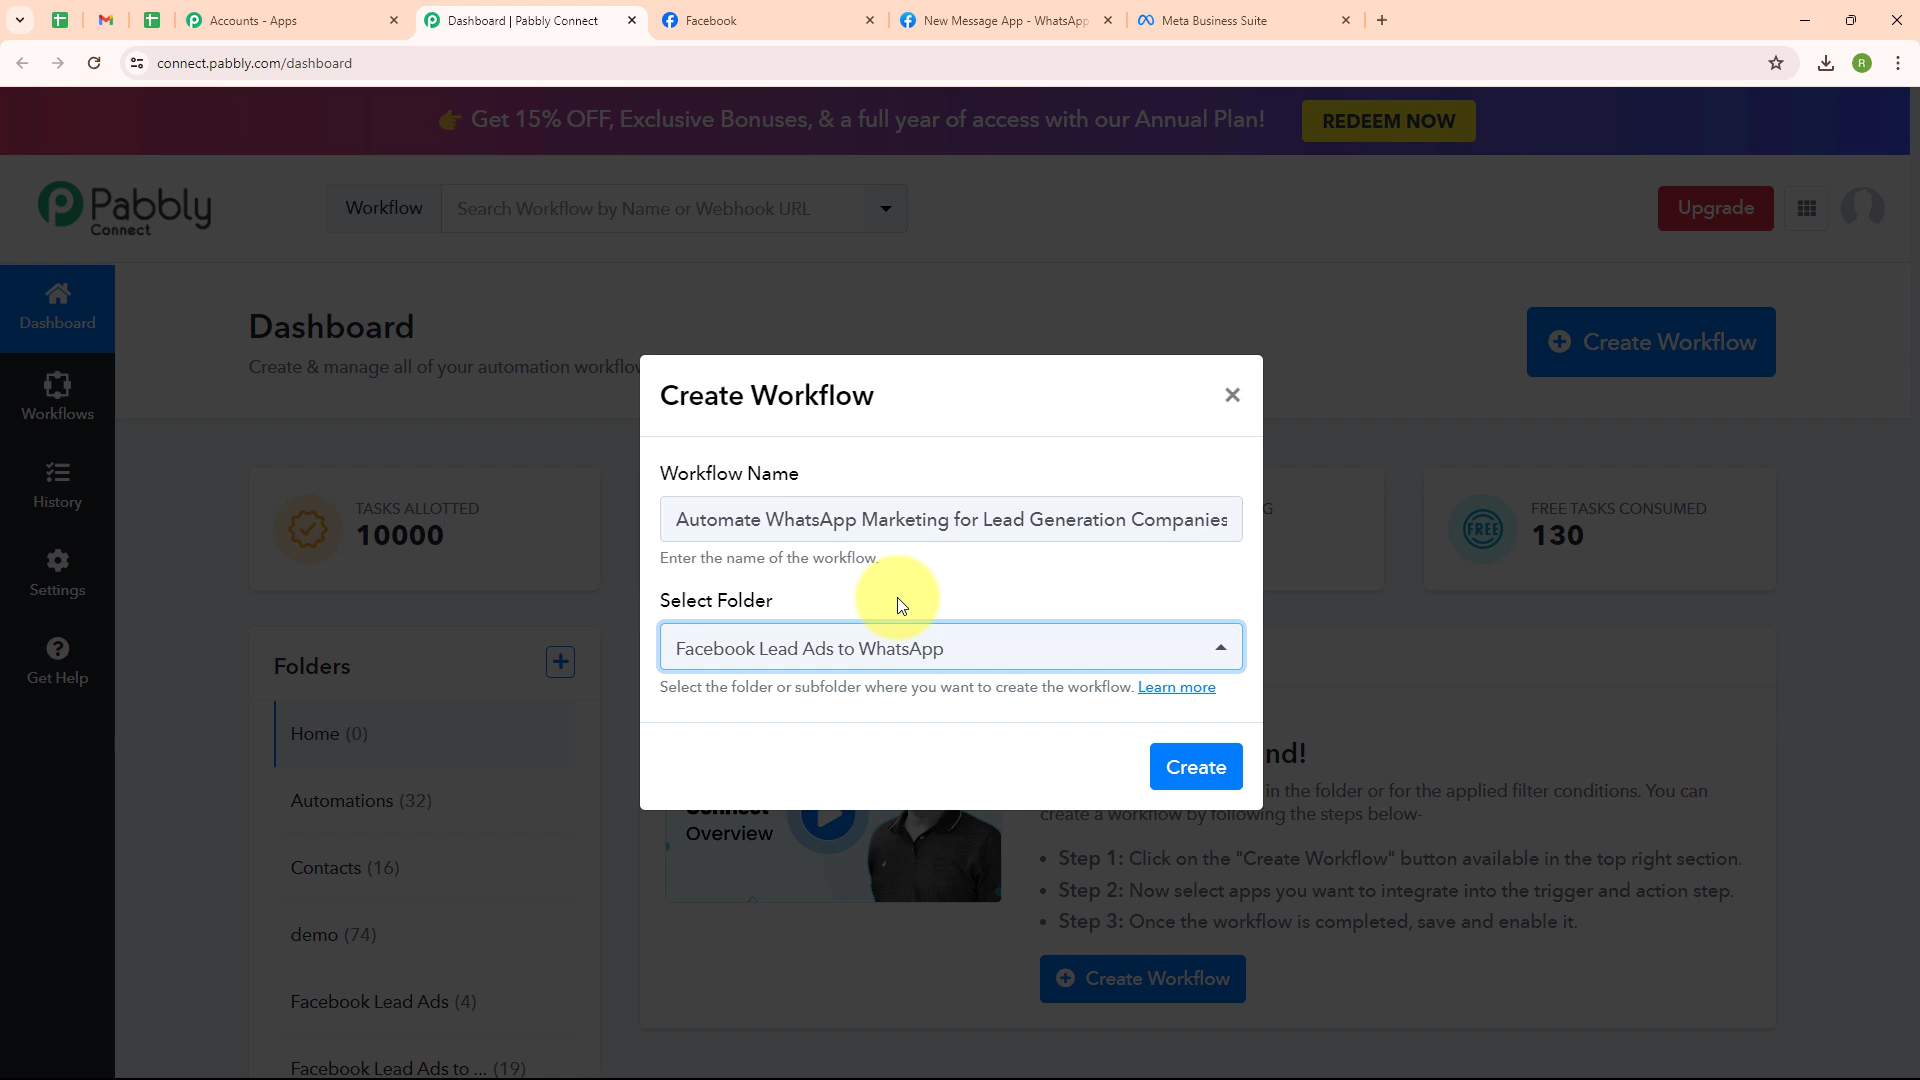 Accounts - Apps
Dashboard | Pabbly Connect
Facebook
New Message App - WhatsApp
Meta Business Suite
connect.pabbly.com/dashboard
R
👉 Get 15% OFF, Exclusive Bonuses, & a full year of access with our Annual Plan!
REDEEM NOW
Pabbly
Connect
Workflow
Search Workflow by Name or Webhook URL
Upgrade
Dashboard
Workflows
History
Settings
Get Help
Dashboard
Create & manage all of your automation workflow
Create Workflow
TASKS ALLOTTED
10000
G
FREE
FREE TASKS CONSUMED
130
Create Workflow
Workflow Name
Automate WhatsApp Marketing for Lead Generation Companies
Enter the name of the workflow.
Select Folder
Facebook Lead Ads to WhatsApp
Select the folder or subfolder where you want to create the workflow. Learn more
Create
Folders
Home (0)
Automations (32)
Contacts (16)
demo (74)
Facebook Lead Ads (4)
Facebook Lead Ads to ... (19)
Connect
Overview
nd!
in the folder or for the applied filter conditions. You can
create a workflow by following the steps below-
• Step 1: Click on the "Create Workflow" button available in the top right section.
• Step 2: Now select apps you want to integrate into the trigger and action step.
• Step 3: Once the workflow is completed, save and enable it.
Create Workflow